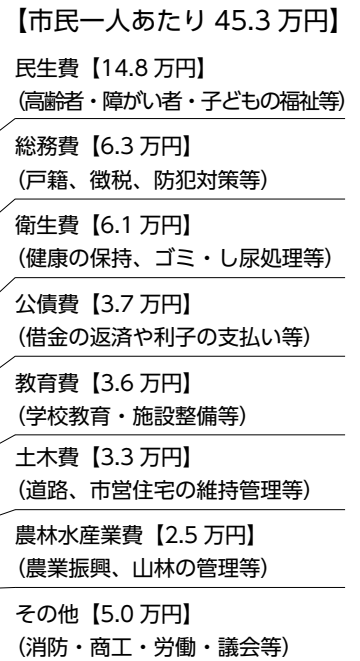 【市民一人あたり 45.3 万円】
民生費【14.8 万円】
（高齢者・障がい者・子どもの福祉等）
総務費【6.3 万円】
（戸籍、徴税、防犯対策等）
衛生費【6.1 万円】
（健康の保持、ゴミ・し尿処理等）
公債費【3.7 万円】
（借金の返済や利子の支払い等）
教育費【3.6 万円】
（学校教育・施設整備等）
土木費【3.3 万円】
（道路、市営住宅の維持管理等）
農林水産業費【2.5 万円】
（農業振興、山林の管理等）
その他【5.0 万円】
（消防・商工・労働・議会等）